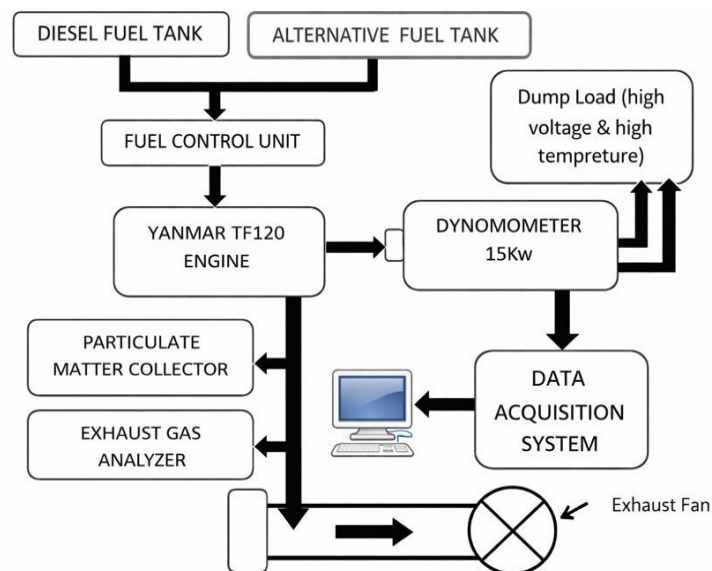 DIESEL FUEL TANK
ALTERNATIVE FUEL TANK
Dump Load (high
voltage & high
tempreture)
FUEL CONTROL UNIT
YANMAR TF120
ENGINE
DYNOMOMETER
15Kw
PARTICULATE
MATTER COLLECTOR
DATA
ACQUISITION
SYSTEM
EXHAUST GAS
ANALYZER
Exhaust Fan